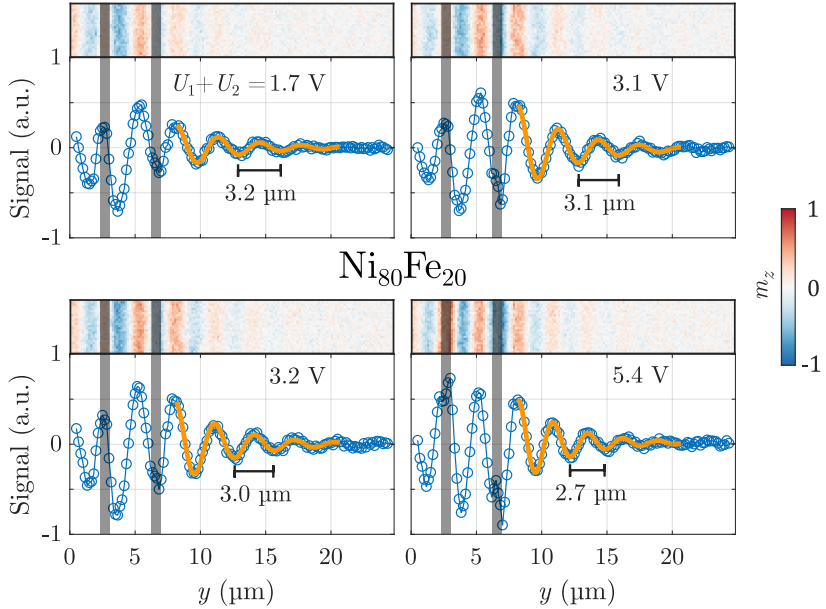 1
0
-1
Signal (a.u.)
U₁+U₂ = 1.7 V
3.2 µm
3.1 V
3.1 µm
Ni₈₀Fe₂₀
1
0
-1
Signal (a.u.)
3.2 V
3.0 µm
5.4 V
2.7 µm
0 5 10 15 20
y (µm)
0 5 10 15 20
y (µm)
1
0
-1
m_z